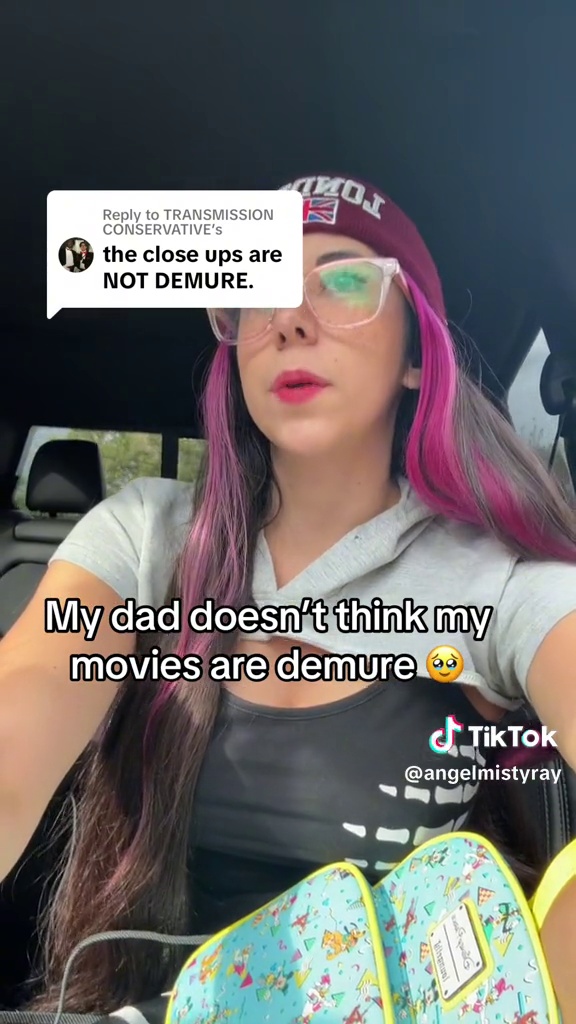 LONDO
Reply to TRANSMISSION
CONSERVATIVE's
the close ups are
NOT DEMURE.
My dad doesn't think my
movies are demure 🥹
TikTok
@angelmistyray